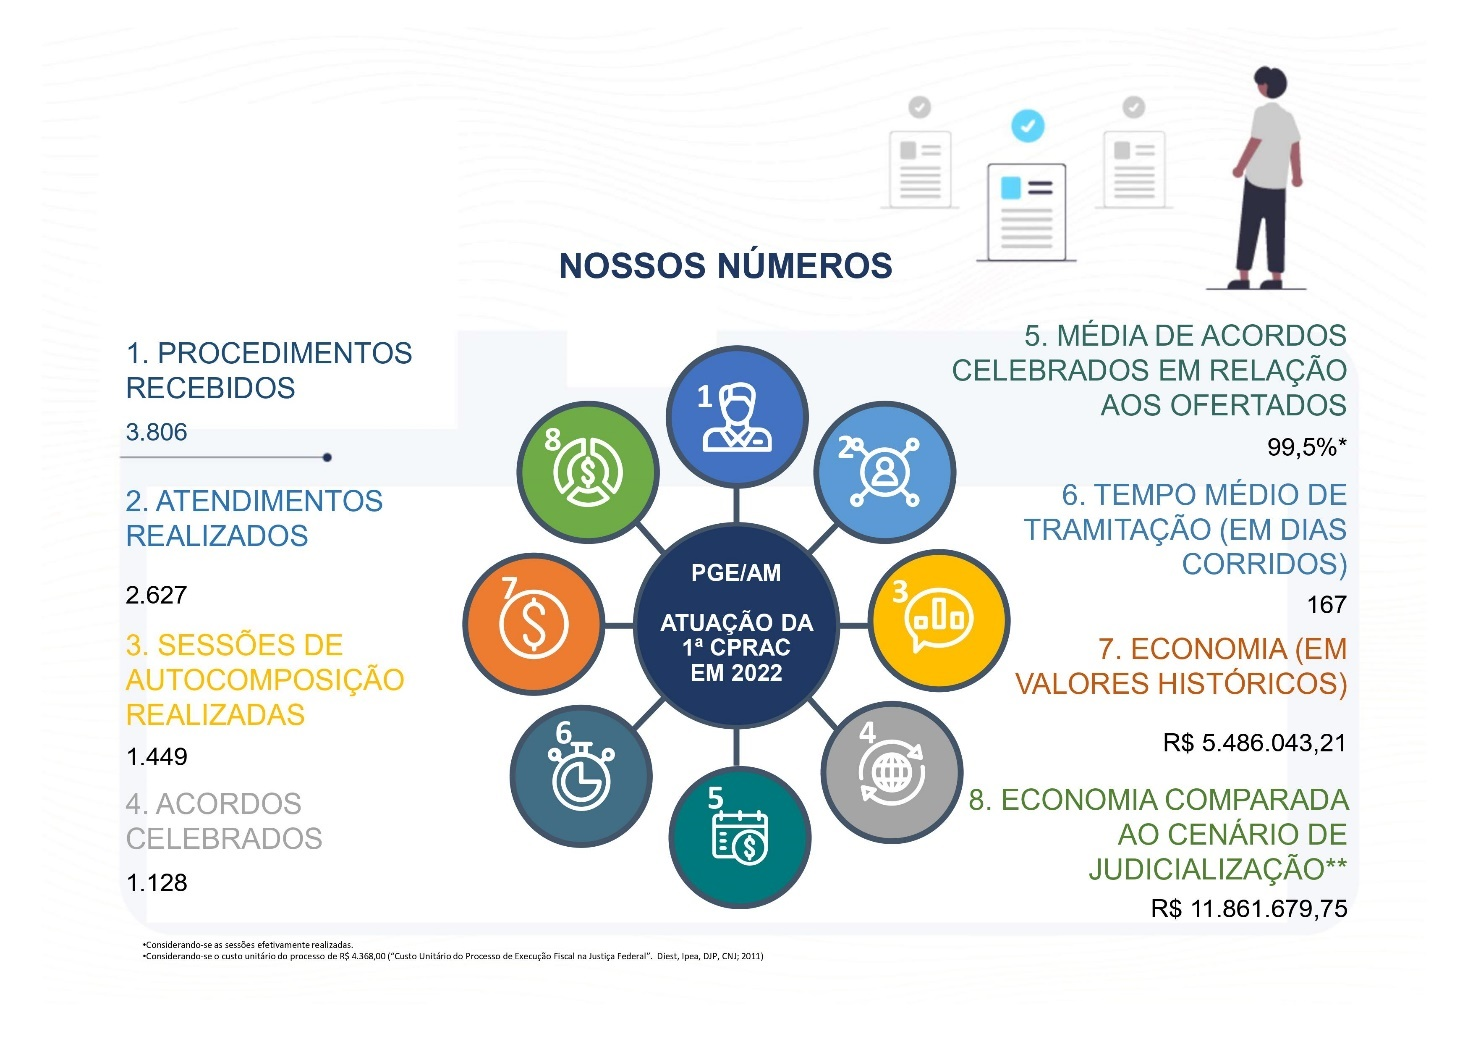 NOSSOS NÚMEROS
1. PROCEDIMENTOS
RECEBIDOS
3.806
2. ATENDIMENTOS
REALIZADOS
2.627
3. SESSÕES DE
AUTOCOMPOSIÇÃO
REALIZADAS
1.449
4. ACORDOS
CELEBRADOS
1.128
1
2
3
4
5
6
7
8
PGE/AM
ATUAÇÃO DA
1ª CPRAC
EM 2022
5. MÉDIA DE ACORDOS
CELEBRADOS EM RELAÇÃO
AOS OFERTADOS
99,5%*
6. TEMPO MÉDIO DE
TRAMITAÇÃO (EM DIAS
CORRIDOS)
167
7. ECONOMIA (EM
VALORES HISTÓRICOS)
R$ 5.486.043,21
8. ECONOMIA COMPARADA
AO CENÁRIO DE
JUDICIALIZAÇÃO**
R$ 11.861.679,75
•Considerando-se as sessões efetivamente realizadas.
•Considerando-se o custo unitário do processo de R$ 4.368,00 (“Custo Unitário do Processo de Execução Fiscal na Justiça Federal”. Diest, Ipea, DJP, CNJ; 2011)